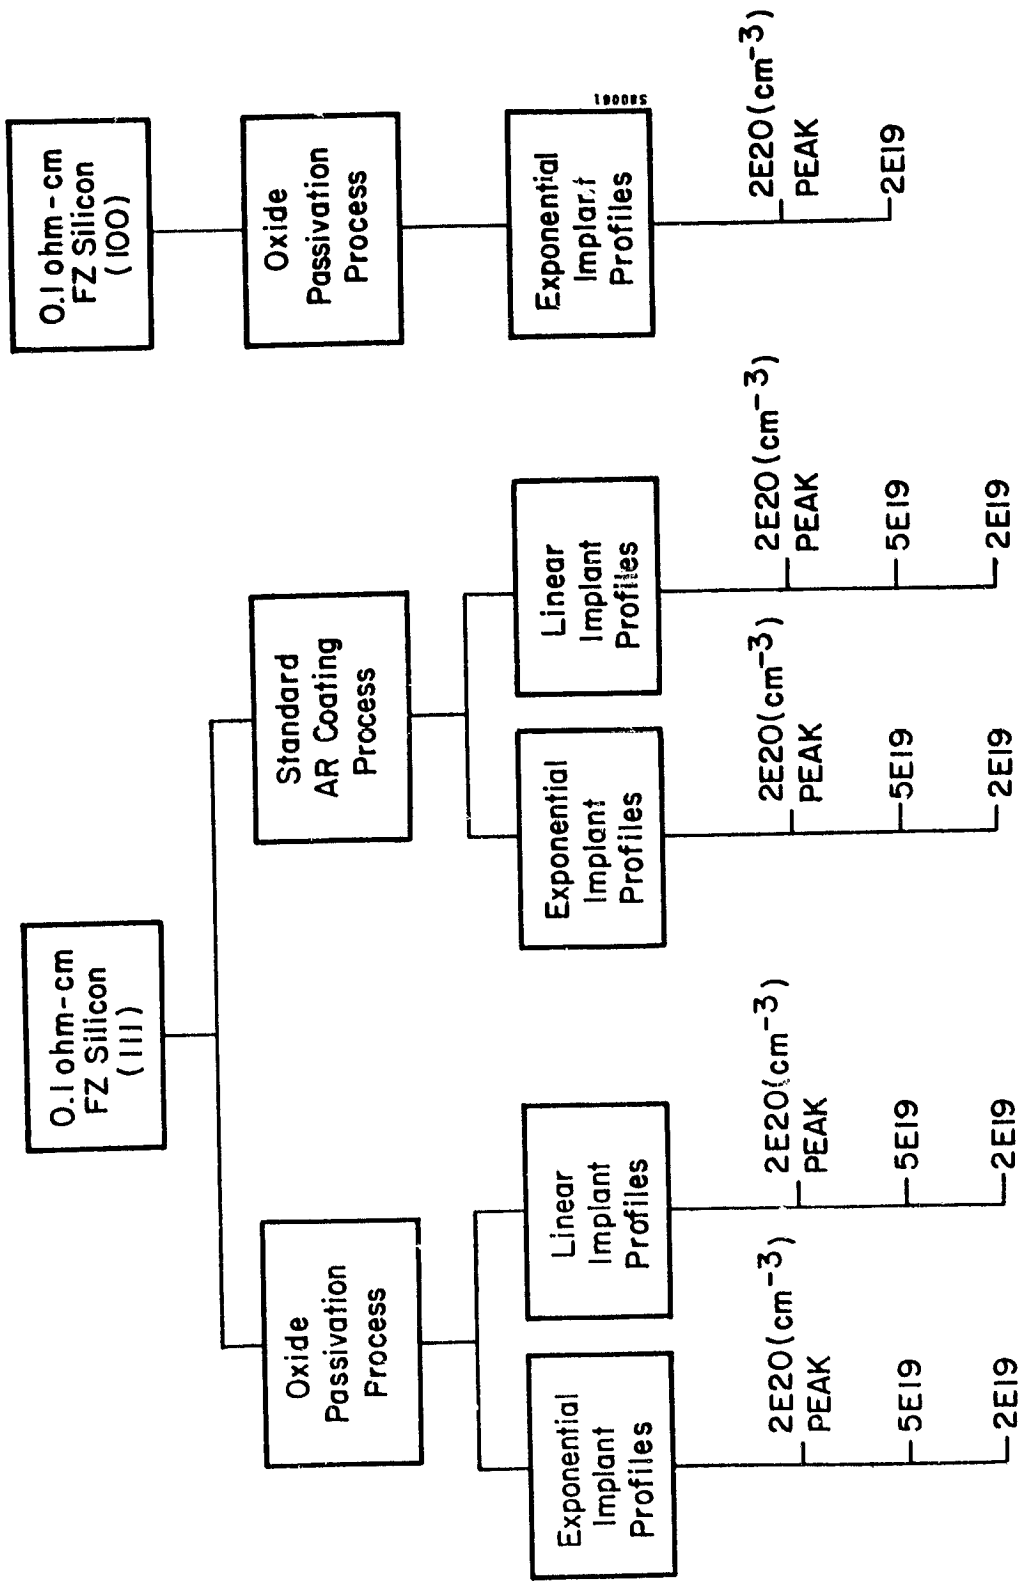 0.1 ohm-cm
FZ Silicon
(111)
Oxide
Passivation
Process
Exponential
Implant
Profiles
2E20(cm-3)
PEAK
5E19
2E19
Linear
Implant
Profiles
2E20(cm-3)
PEAK
5E19
2E19
Standard
AR Coating
Process
Exponential
Implant
Profiles
2E20(cm-3)
PEAK
5E19
2E19
Linear
Implant
Profiles
2E20(cm-3)
PEAK
5E19
2E19
0.1 ohm-cm
FZ Silicon
(100)
Oxide
Passivation
Process
Exponential
Implant
Profiles
2E20(cm-3)
PEAK
2E19